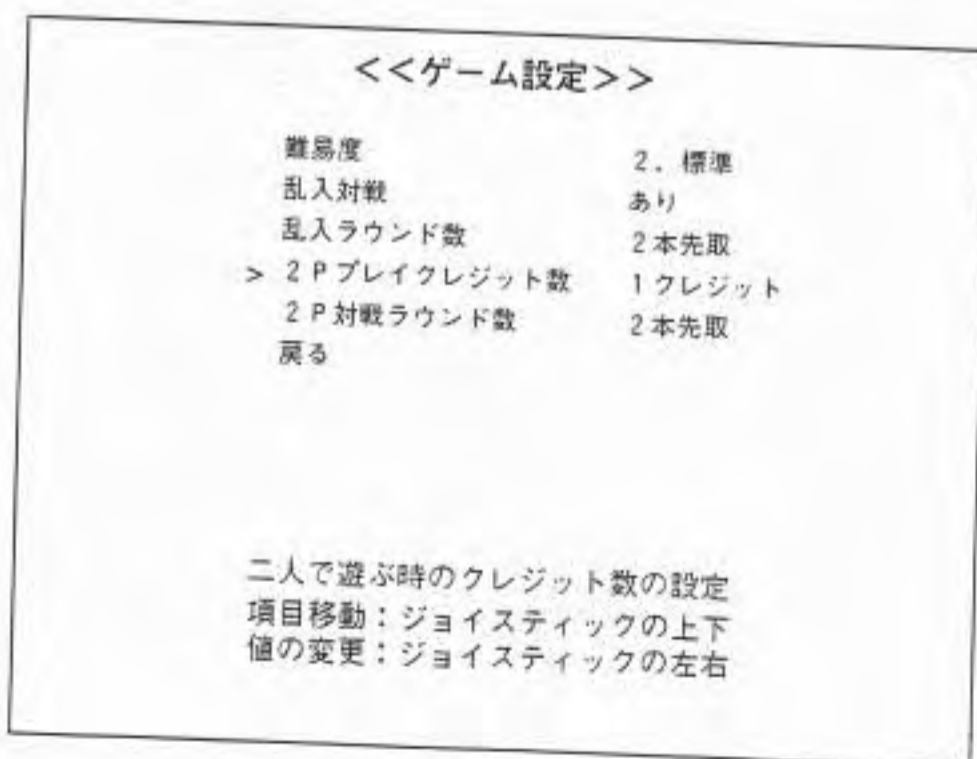 <<ゲーム設定>>
難易度 2．標準
乱入対戦 あり
乱入ラウンド数 2本先取
> 2Pプレイクレジット数 1クレジット
2P対戦ラウンド数 2本先取
戻る
二人で遊ぶ時のクレジット数の設定
項目移動：ジョイスティックの上下
値の変更：ジョイスティックの左右